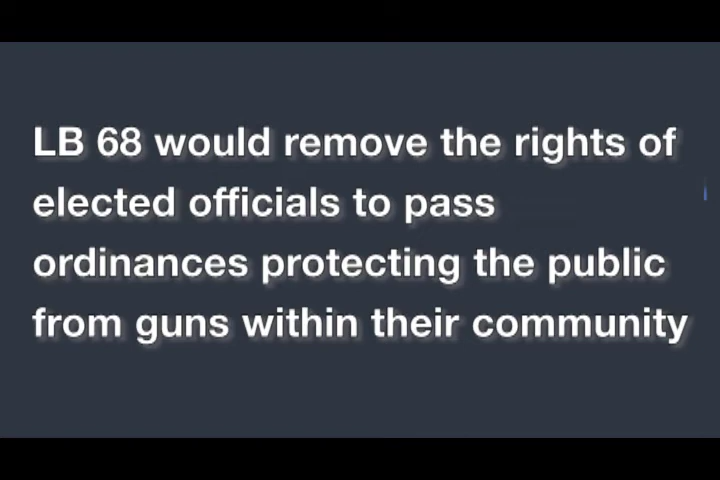 LB 68 would remove the rights of
elected officials to pass
ordinances protecting the public
from guns within their community